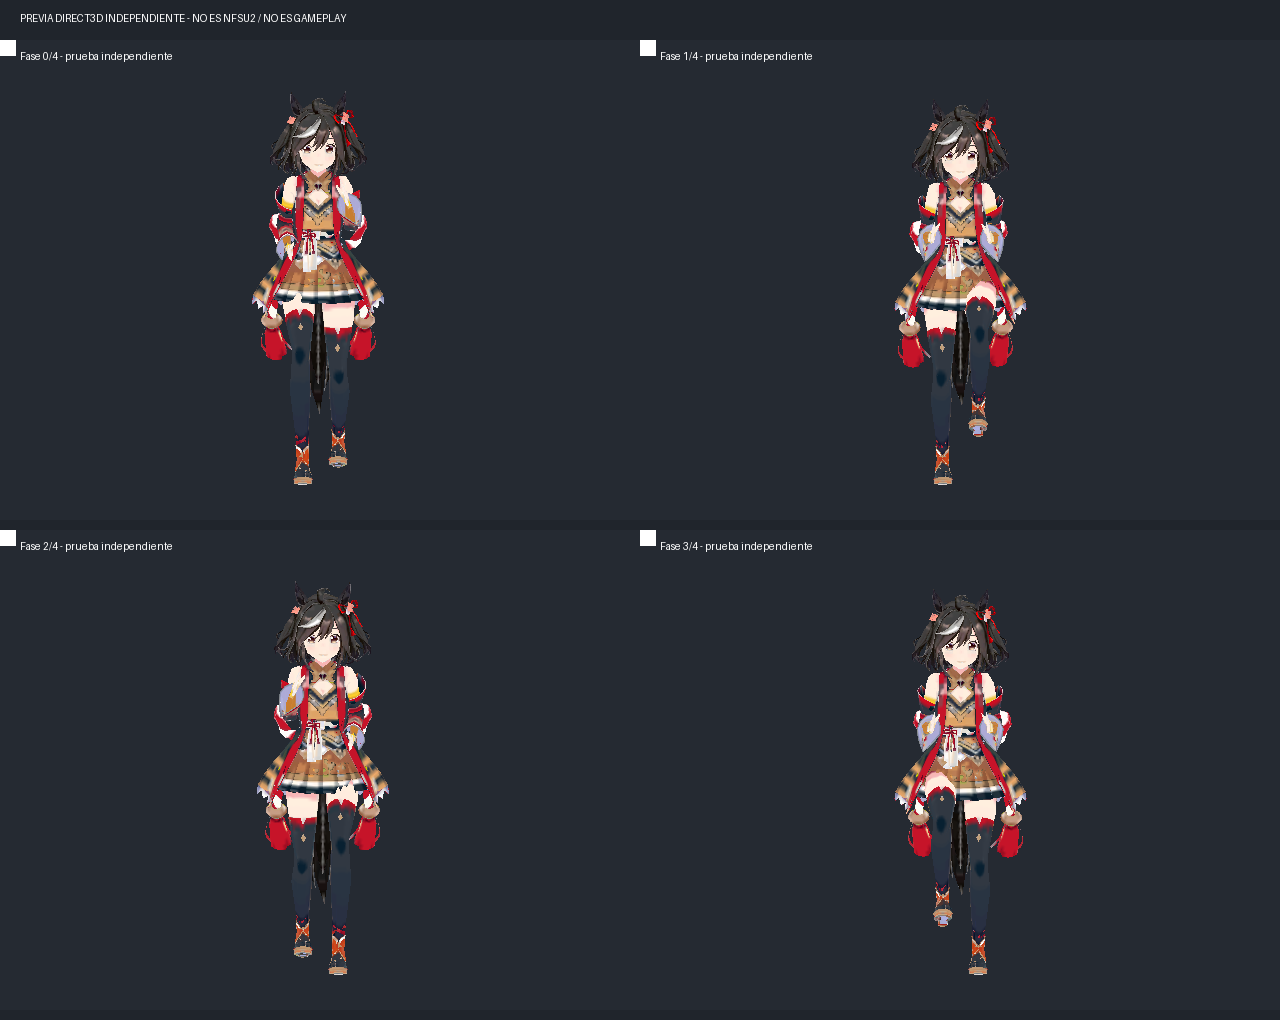 PREVIA DIRECT3D INDEPENDIENTE - NO ES NFSU2 / NO ES GAMEPLAY
Fase 0/4 - prueba independiente
Fase 1/4 - prueba independiente
Fase 2/4 - prueba independiente
Fase 3/4 - prueba independiente